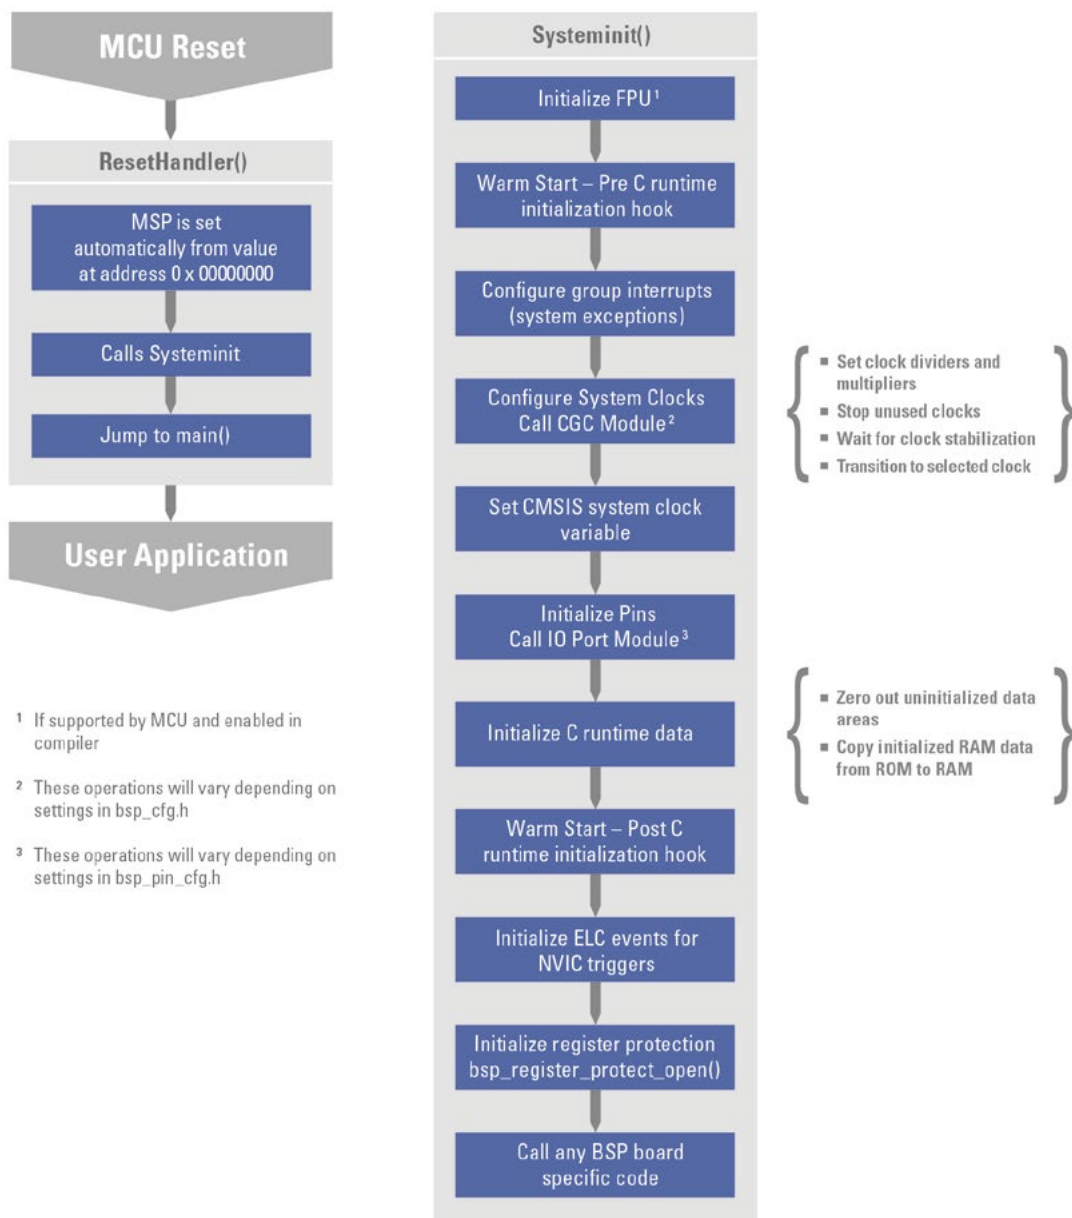 MCU Reset
ResetHandler()
MSP is set
automatically from value
at address 0 x 00000000
Calls Systeminit
Jump to main()
User Application
¹ If supported by MCU and enabled in
compiler
² These operations will vary depending on
settings in bsp_cfg.h
³ These operations will vary depending on
settings in bsp_pin_cfg.h
Systeminit()
Initialize FPU¹
Warm Start – Pre C runtime
initialization hook
Configure group interrupts
(system exceptions)
Configure System Clocks
Call CGC Module²
Set CMSIS system clock
variable
Initialize Pins
Call IO Port Module³
Initialize C runtime data
Warm Start – Post C
runtime initialization hook
Initialize ELC events for
NVIC triggers
Initialize register protection
bsp_register_protect_open()
Call any BSP board
specific code
■ Set clock dividers and
multipliers
■ Stop unused clocks
■ Wait for clock stabilization
■ Transition to selected clock
■ Zero out uninitialized data
areas
■ Copy initialized RAM data
from ROM to RAM